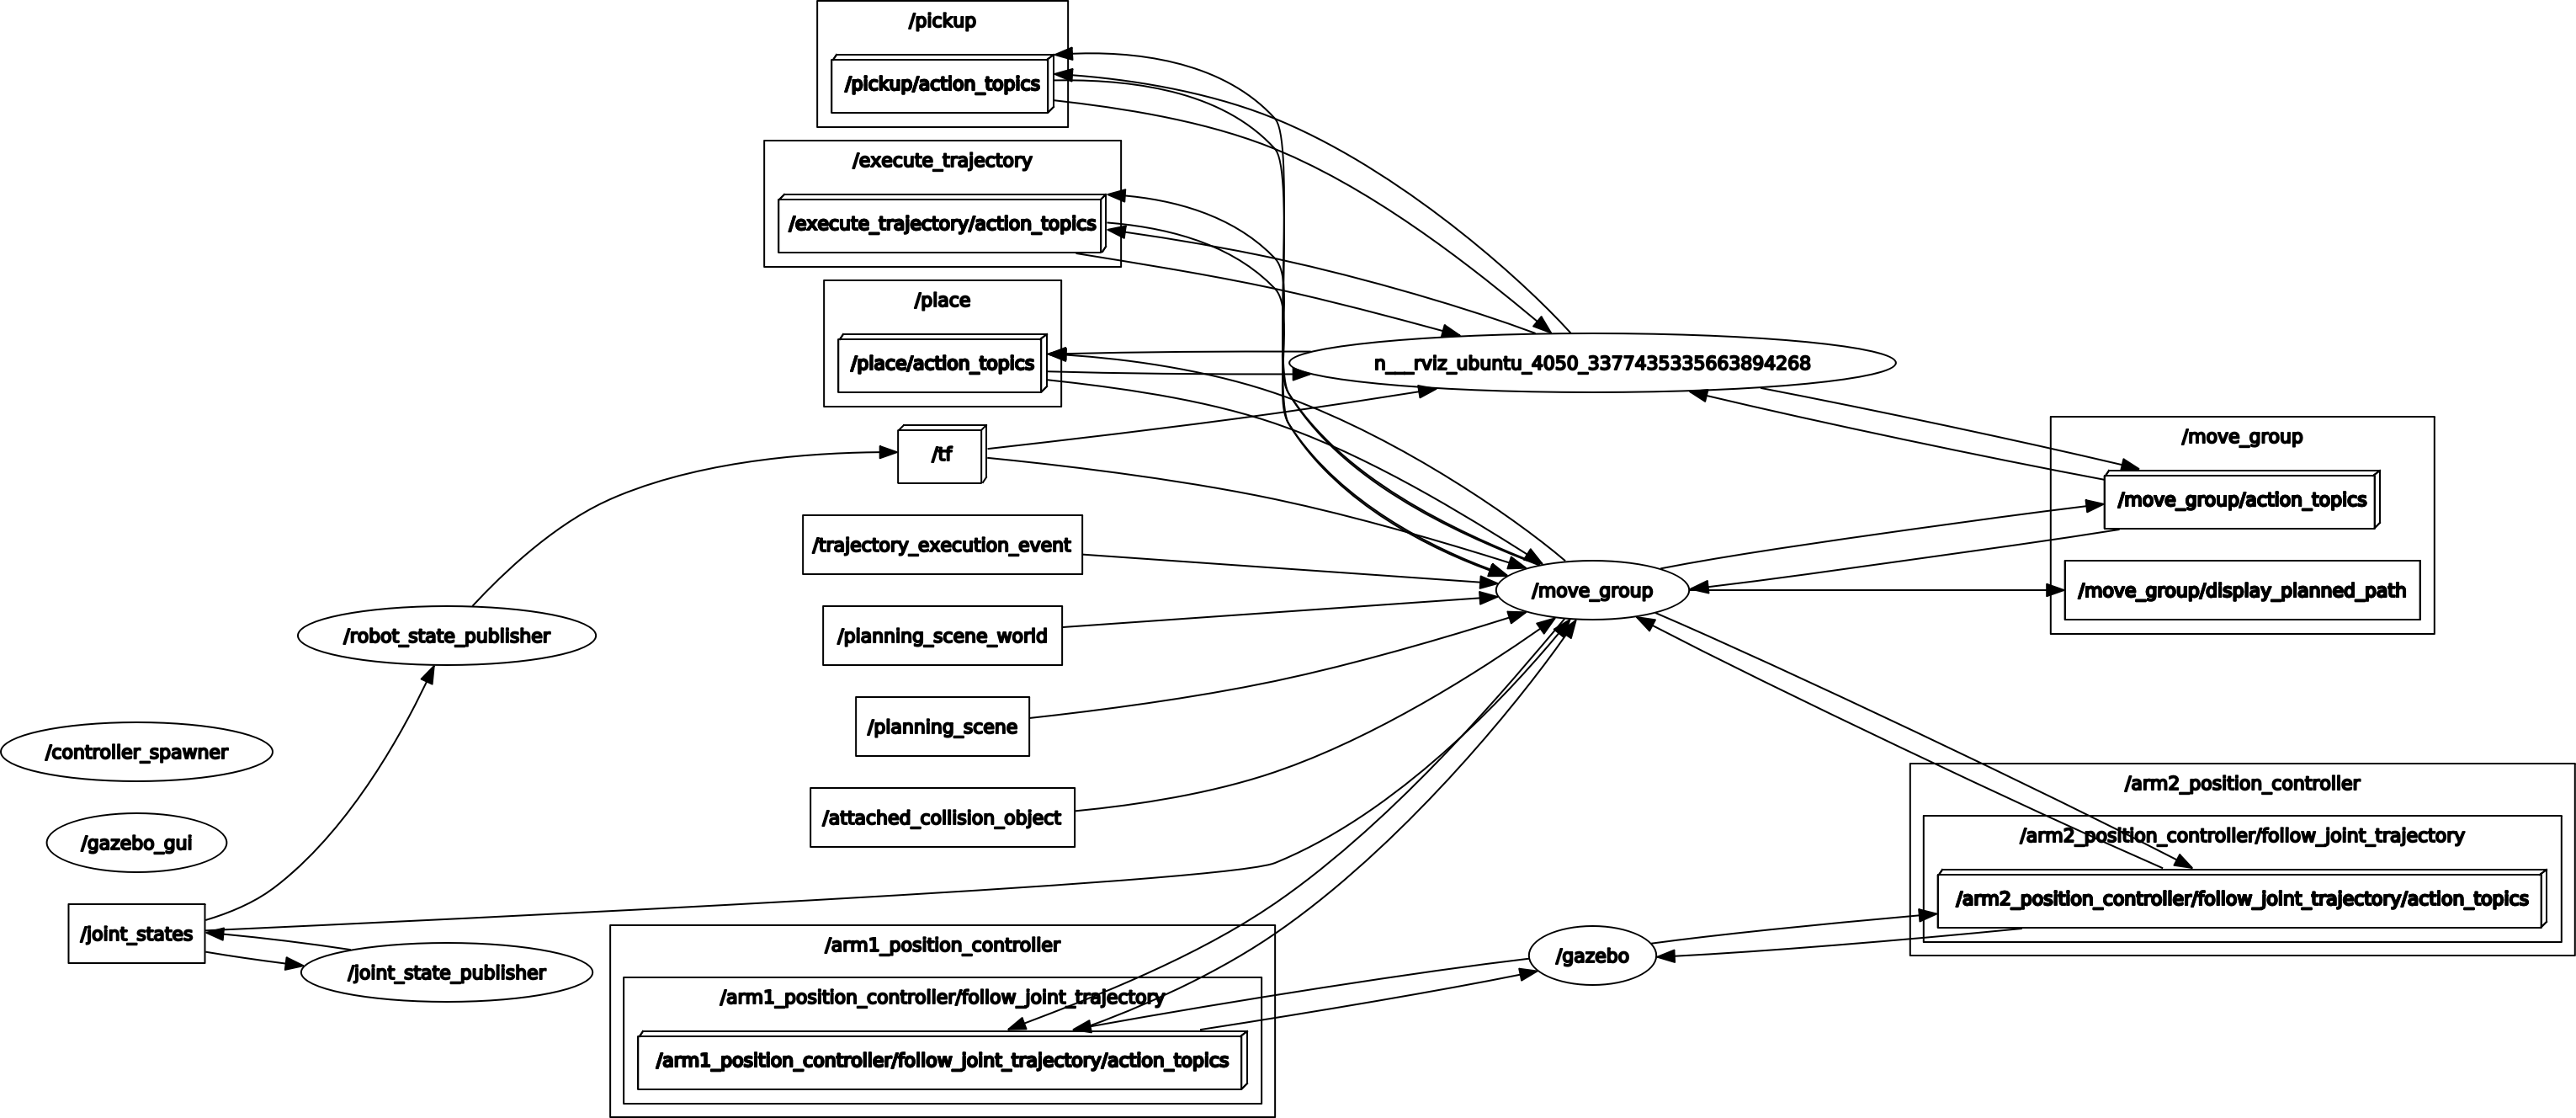 /pickup
/pickup/action_topics
/execute_trajectory
/execute_trajectory/action_topics
/place
/place/action_topics
n___rviz_ubuntu_4050_3377435335663894268
/tf
/move_group
/move_group/action_topics
/trajectory_execution_event
/move_group
/move_group/display_planned_path
/robot_state_publisher
/planning_scene_world
/planning_scene
/controller_spawner
/arm2_position_controller
/attached_collision_object
/arm2_position_controller/follow_joint_trajectory
/gazebo_gui
/arm2_position_controller/follow_joint_trajectory/action_topics
/joint_states
/arm1_position_controller
/gazebo
/joint_state_publisher
/arm1_position_controller/follow_joint_trajectory
/arm1_position_controller/follow_joint_trajectory/action_topics